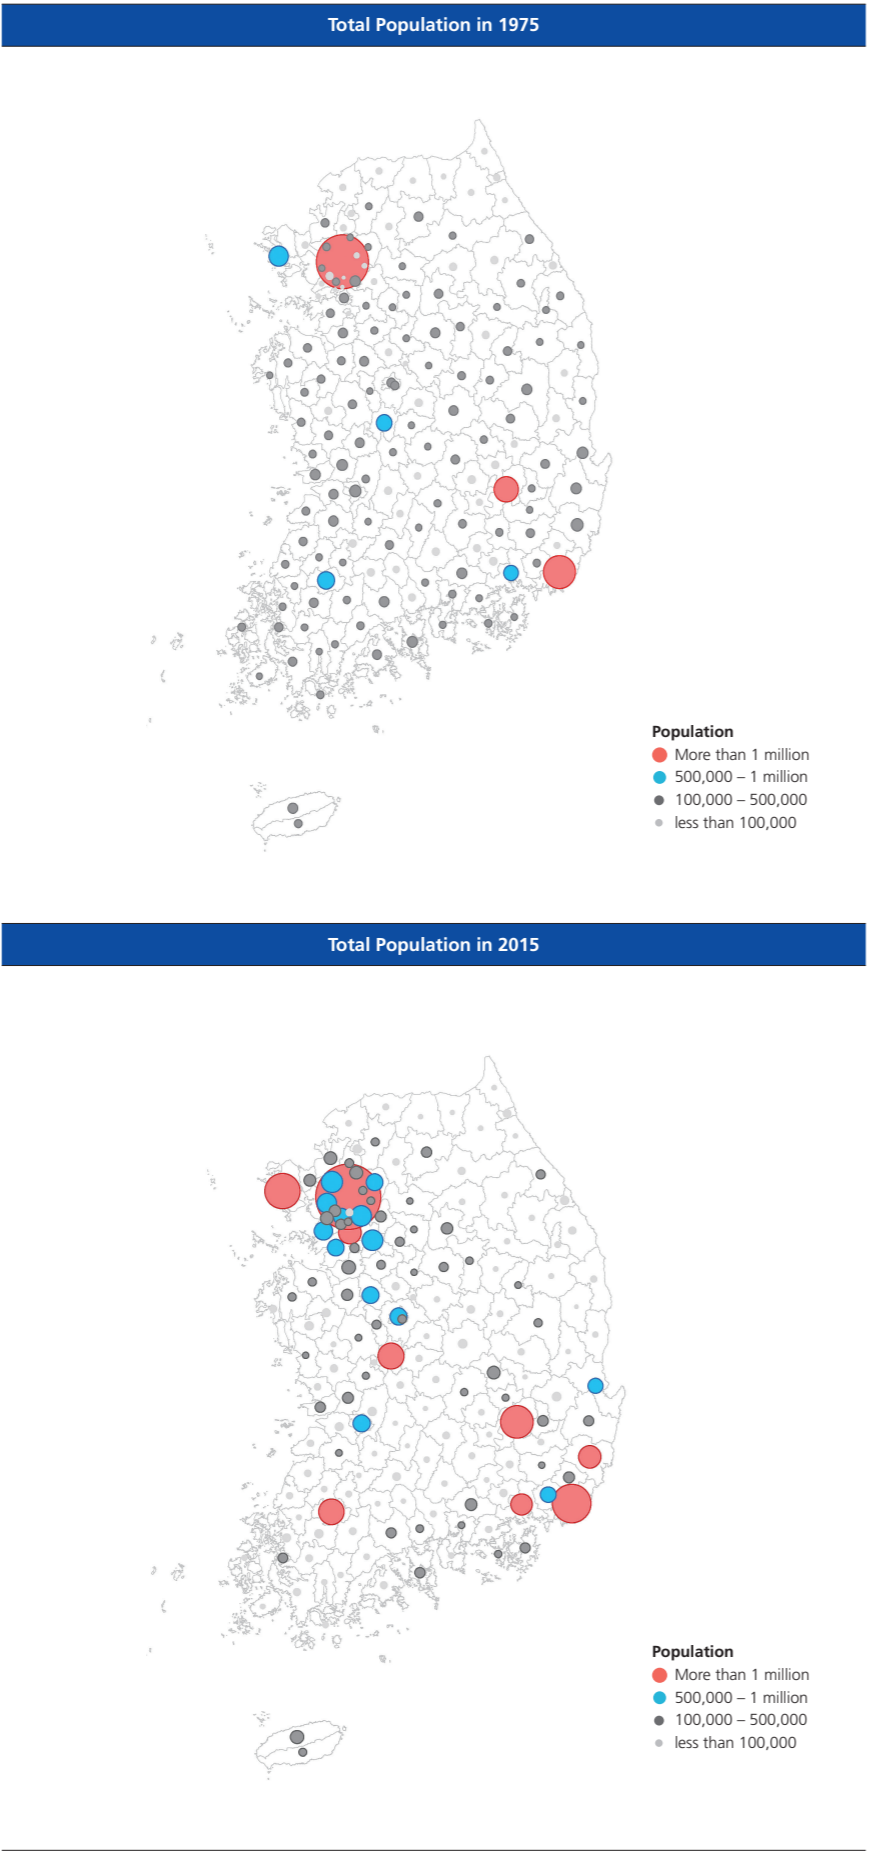 Total Population in 1975
Population
More than 1 million
500,000 – 1 million
100,000 – 500,000
less than 100,000
Total Population in 2015
Population
More than 1 million
500,000 – 1 million
100,000 – 500,000
less than 100,000